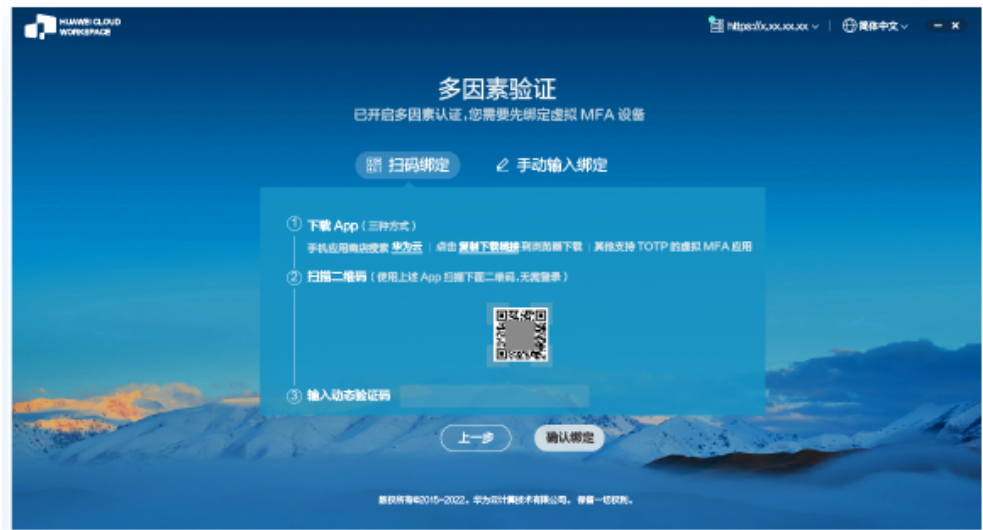 HUAWEI CLOUD
WORKSPACE
https://x.xx.xx.xx
简体中文
多因素验证
已开启多因素认证,您需要先绑定虚拟 MFA 设备
扫码绑定 手动输入绑定
① 下载 App(三种方式)
手机应用商店搜索 华为云 | 点击 复制下载链接 到浏览器下载 | 其他支持 TOTP 的虚拟 MFA 应用
② 扫描二维码(使用上述 App 扫描下面二维码,无需登录)
③ 输入动态验证码
上一步 确认绑定
版权所有©2015-2022。华为云计算技术有限公司。保留一切权利。